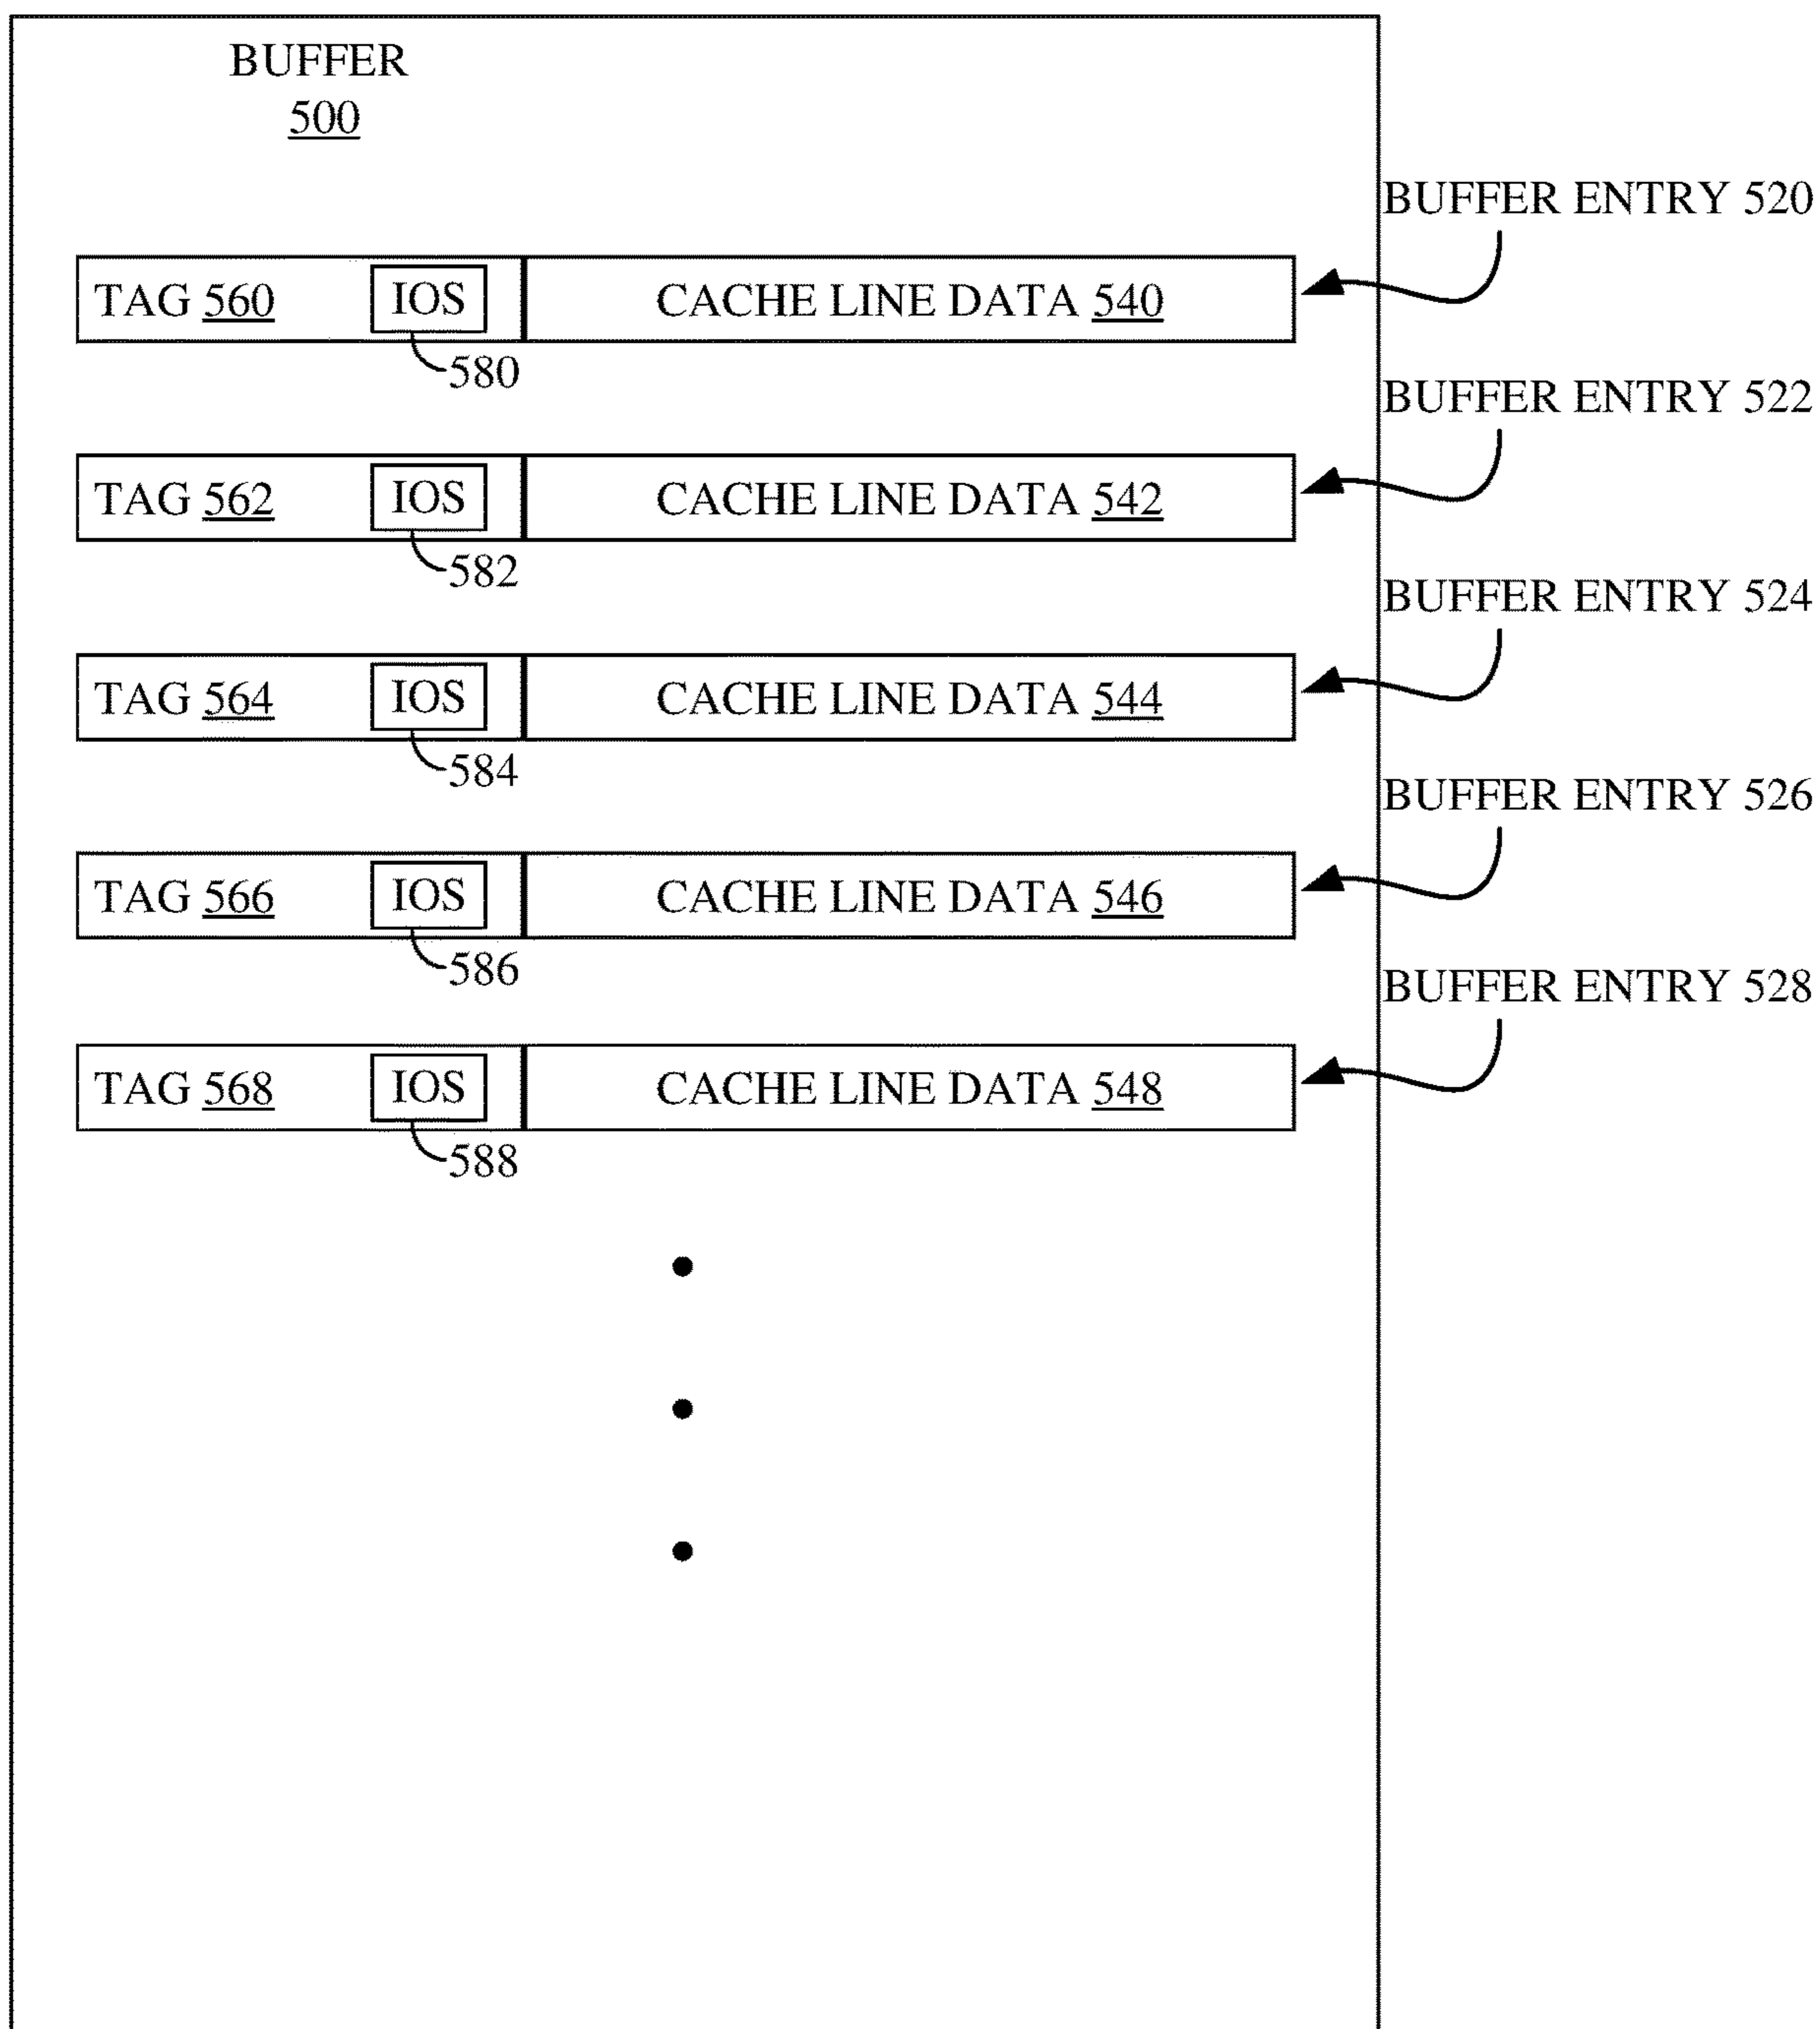 BUFFER
500
BUFFER ENTRY 520
TAG 560 IOS CACHE LINE DATA 540
580
BUFFER ENTRY 522
TAG 562 IOS CACHE LINE DATA 542
582
BUFFER ENTRY 524
TAG 564 IOS CACHE LINE DATA 544
584
BUFFER ENTRY 526
TAG 566 IOS CACHE LINE DATA 546
586
BUFFER ENTRY 528
TAG 568 IOS CACHE LINE DATA 548
588